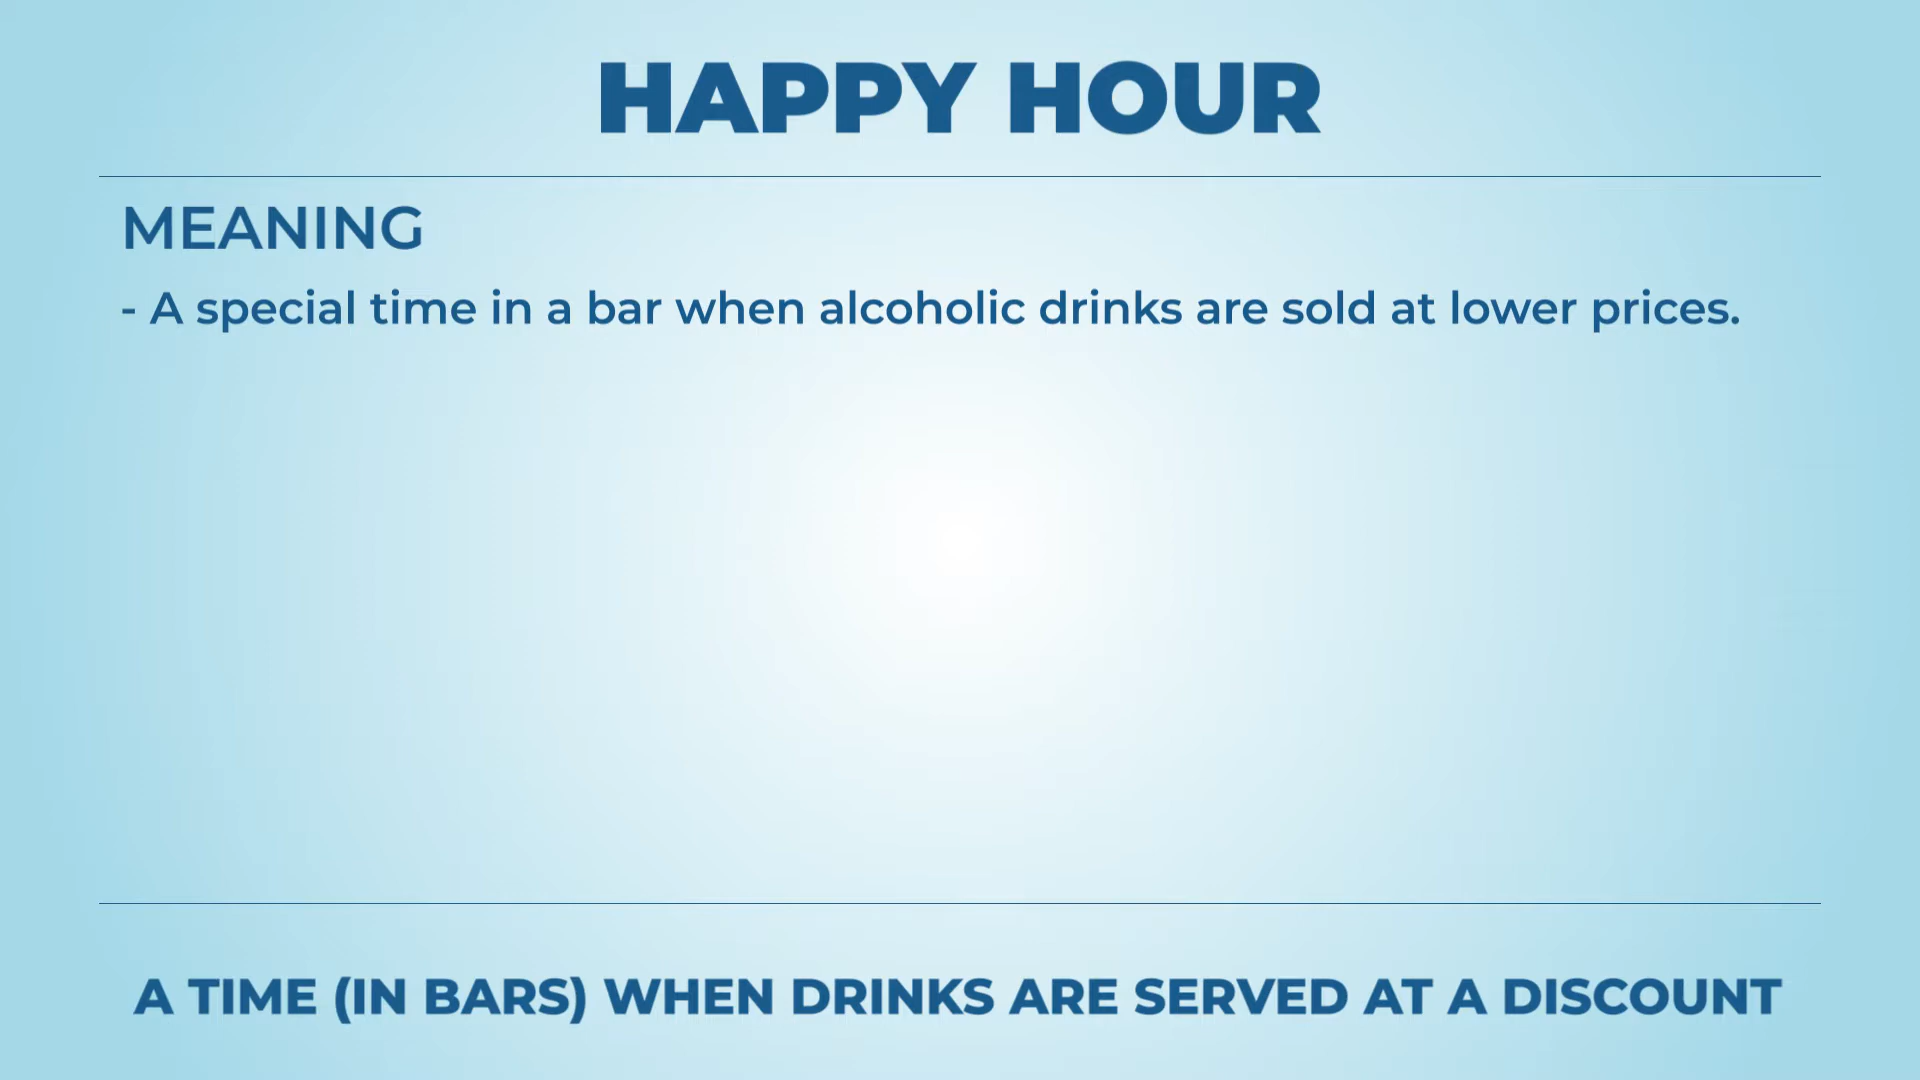 HAPPY HOUR
MEANING
- A special time in a bar when alcoholic drinks are sold at lower prices.
A TIME (IN BARS) WHEN DRINKS ARE SERVED AT A DISCOUNT